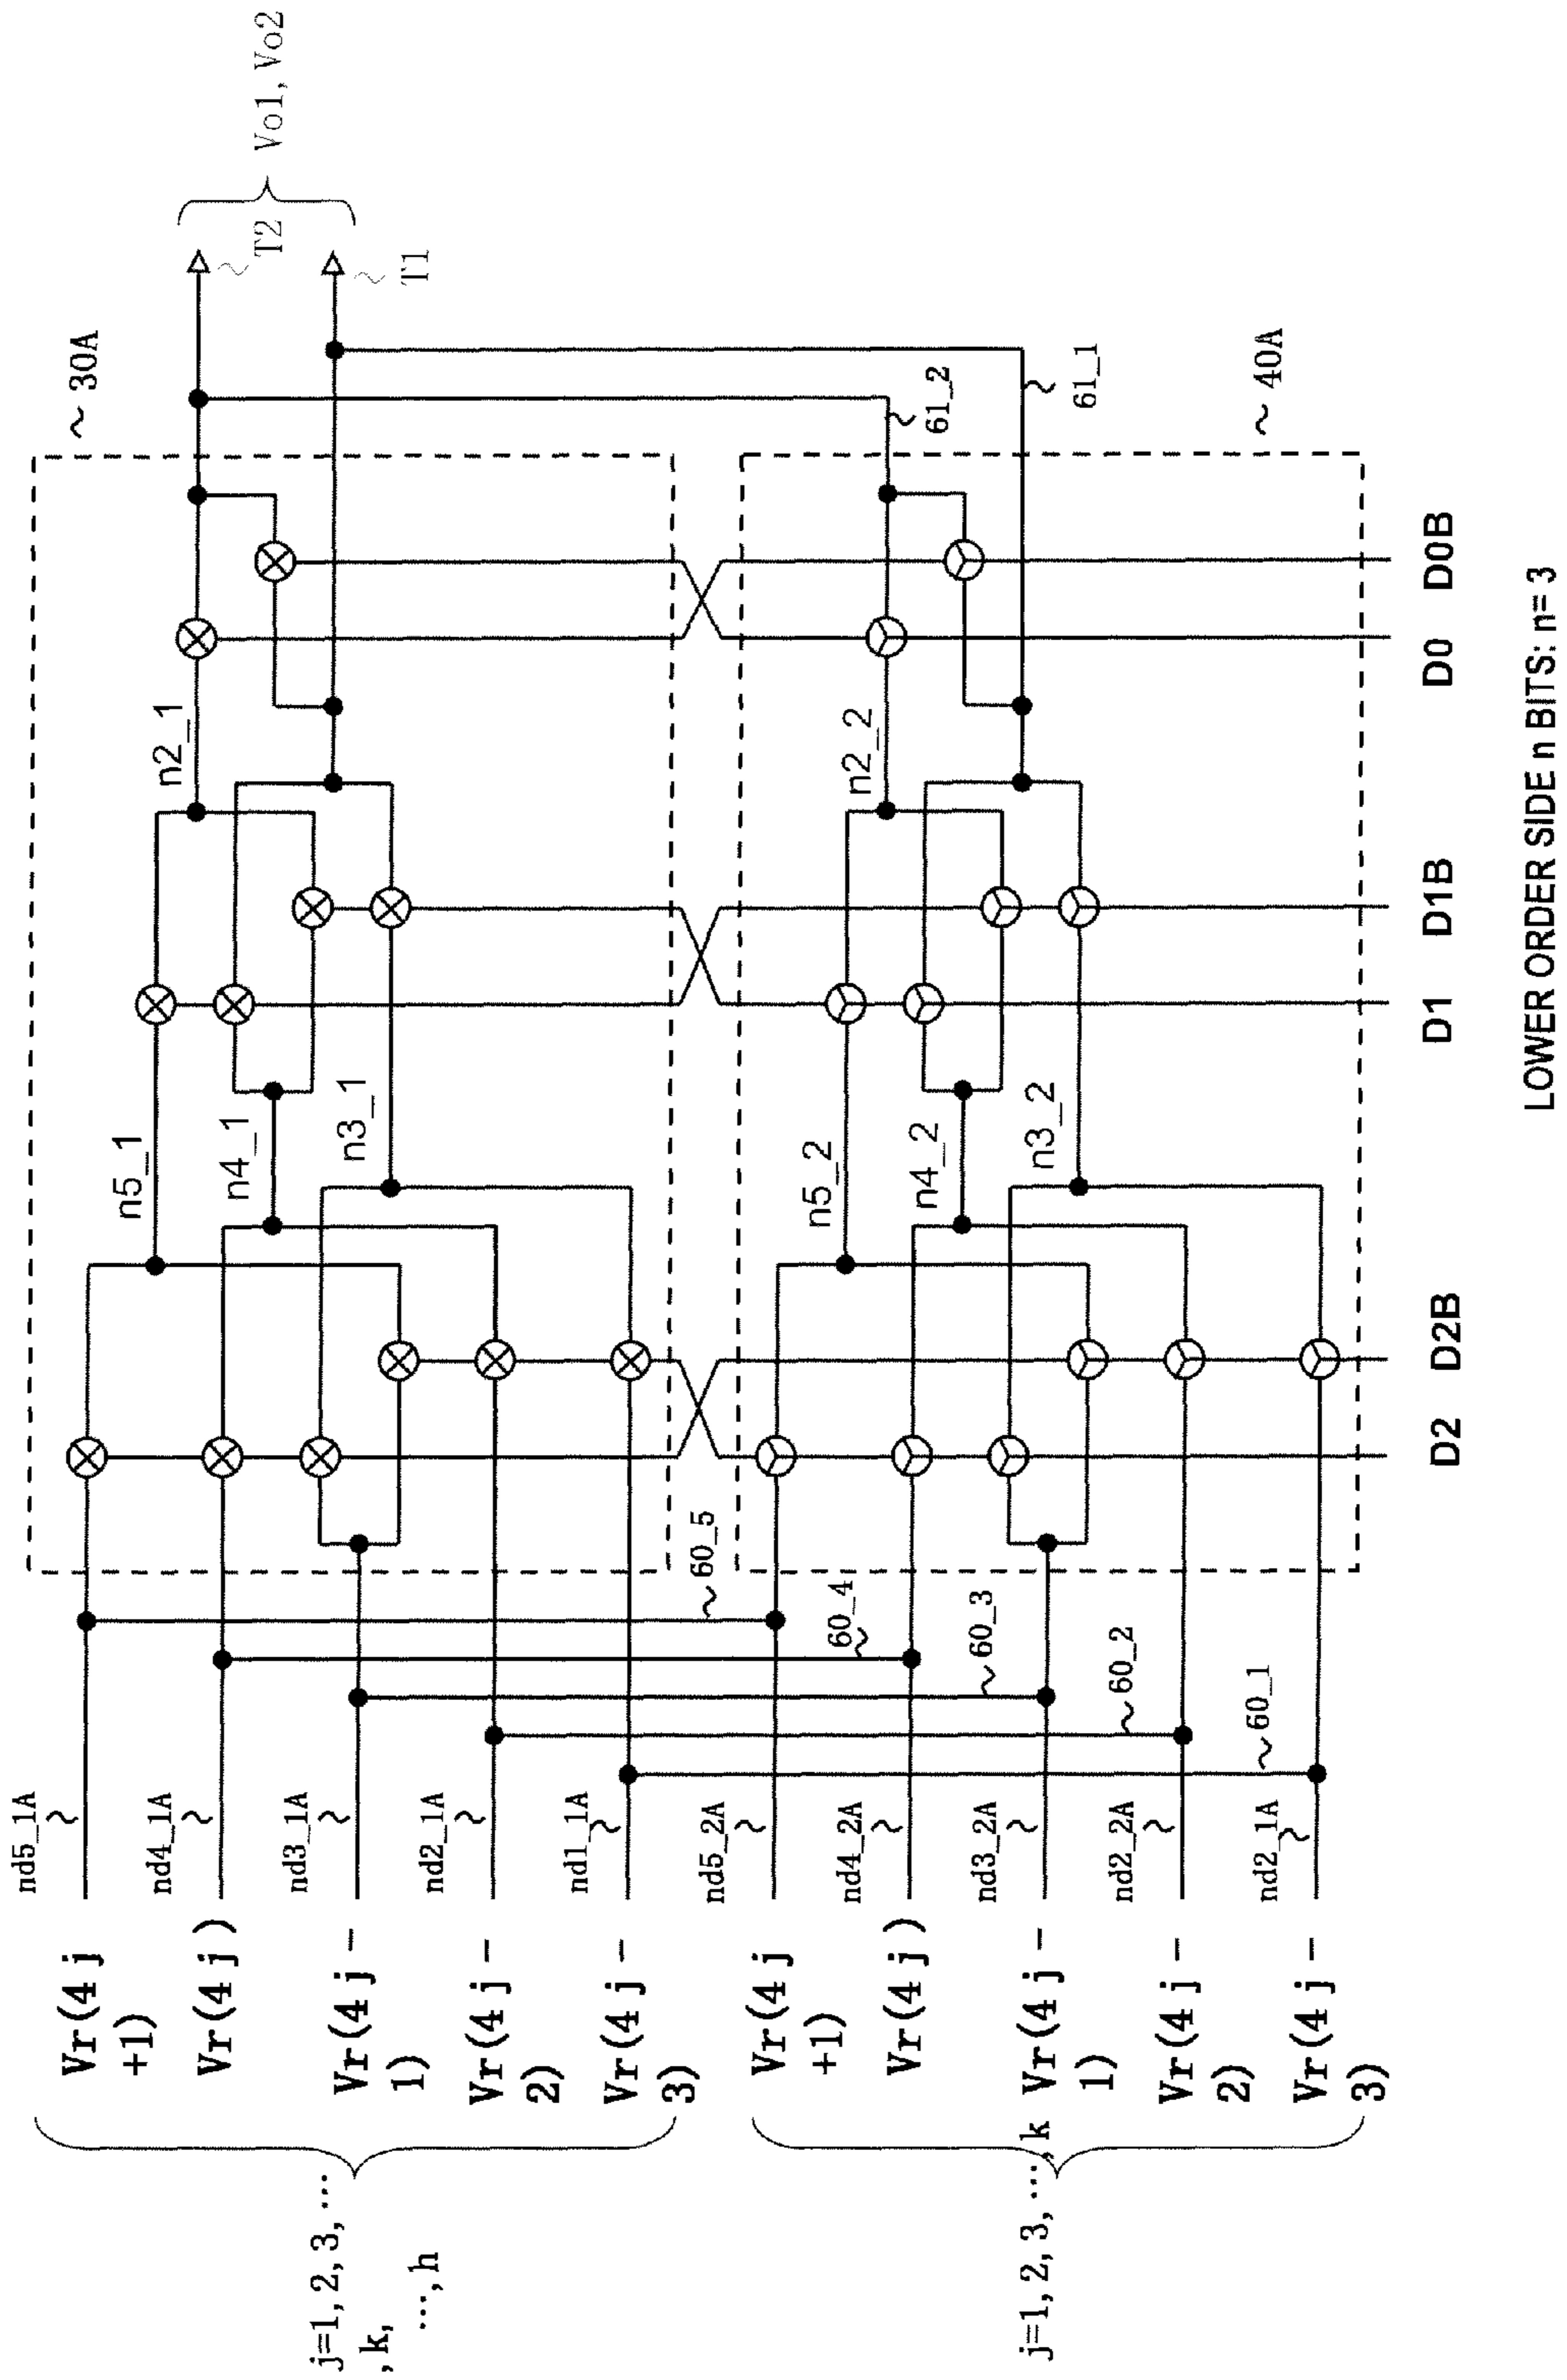 Vo1, Vo2
T2
T1
30A
40A
61_2
61_1
n2_1
n2_2
n5_1
n4_1
n3_1
n5_2
n4_2
n3_2
60_5
60_4
60_3
60_2
60_1
nd5_1A
nd4_1A
nd3_1A
nd2_1A
nd1_1A
nd5_2A
nd4_2A
nd3_2A
nd2_2A
nd2_1A
Vr(4j
+1)
Vr(4j)
Vr(4j-
1)
Vr(4j-
2)
Vr(4j-
3)
Vr(4j
+1)
Vr(4j)
Vr(4j-
1)
Vr(4j-
2)
Vr(4j-
3)
j=1,2,3,…
,k,
…,h
j=1,2,3,…,k
D2
D2B
D1
D1B
D0
D0B
LOWER ORDER SIDE n BITS: n=3